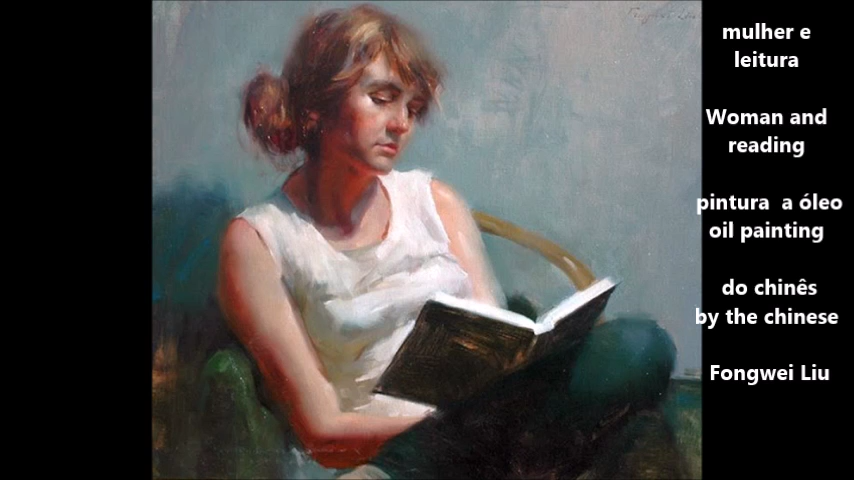 mulher e
leitura
Woman and
reading
pintura a óleo
oil painting
do chinês
by the chinese
Fongwei Liu